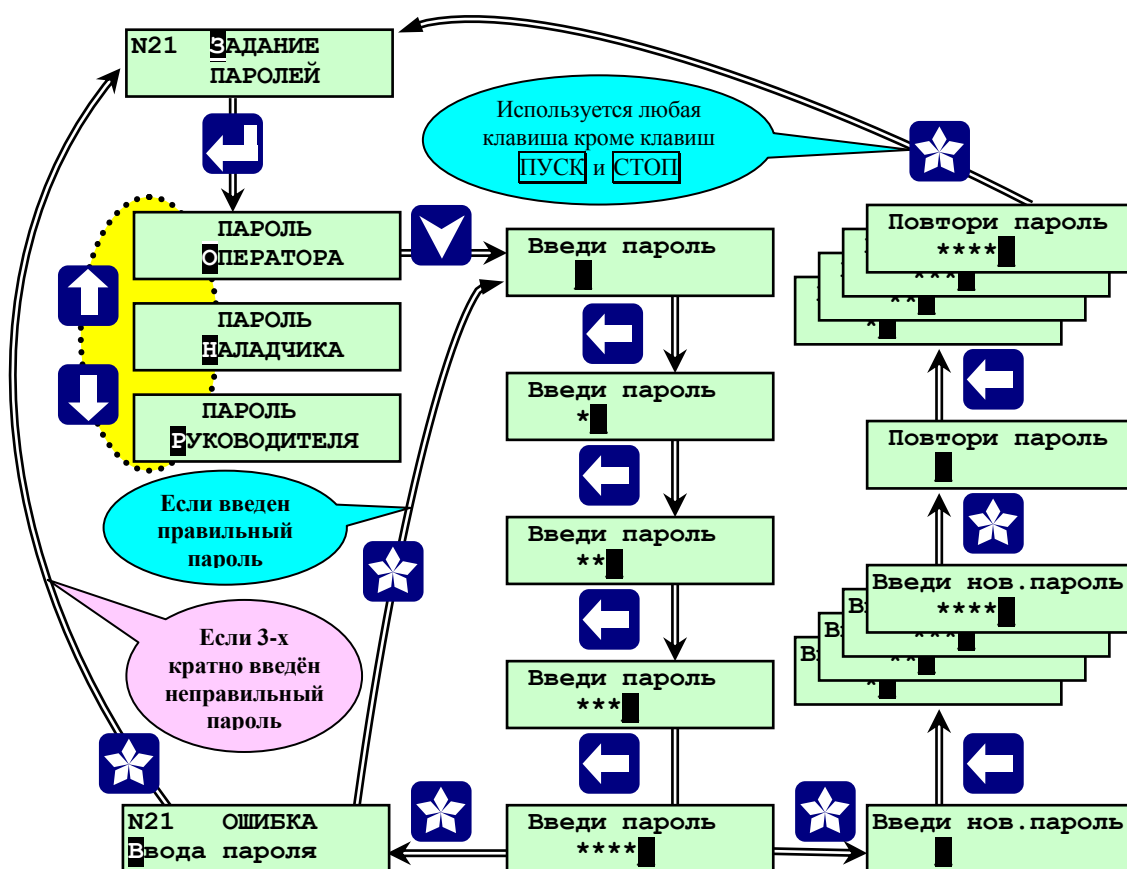 N21 ЗАДАНИЕ
ПАРОЛЕЙ
Используется любая
клавиша кроме клавиш
ПУСК и СТОП
ПАРОЛЬ
ОПЕРАТОРА
ПАРОЛЬ
НАЛАДЧИКА
ПАРОЛЬ
РУКОВОДИТЕЛЯ
Если введен
правильный
пароль
Если 3-х
кратно введён
неправильный
пароль
N21 ОШИБКА
Ввода пароля
Введи пароль
Введи пароль
*
Введи пароль
**
Введи пароль
***
Введи пароль
****
Повтори пароль
****
***
**
*
Повтори пароль
Введи нов.пароль
****
В
***
В
**
В
*
Введи нов.пароль